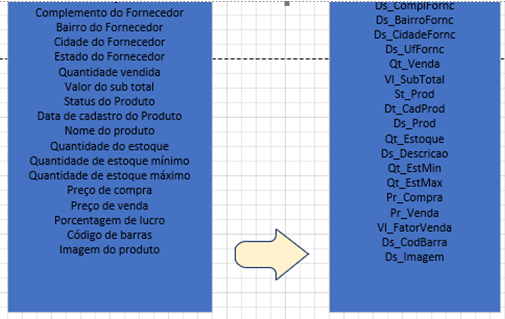 Complemento do Fornecedor
Bairro do Fornecedor
Cidade do Fornecedor
Estado do Fornecedor
Quantidade vendida
Valor do sub total
Status do Produto
Data de cadastro do Produto
Nome do produto
Quantidade do estoque
Quantidade de estoque mínimo
Quantidade de estoque máximo
Preço de compra
Preço de venda
Porcentagem de lucro
Código de barras
Imagem do produto
Ds_ComplFornc
Ds_BairroFornc
Ds_CidadeFornc
Ds_UfFornc
Qt_Venda
Vl_SubTotal
St_Prod
Dt_CadProd
Ds_Prod
Qt_Estoque
Ds_Descricao
Qt_EstMin
Qt_EstMax
Pr_Compra
Pr_Venda
Vl_FatorVenda
Ds_CodBarra
Ds_Imagem